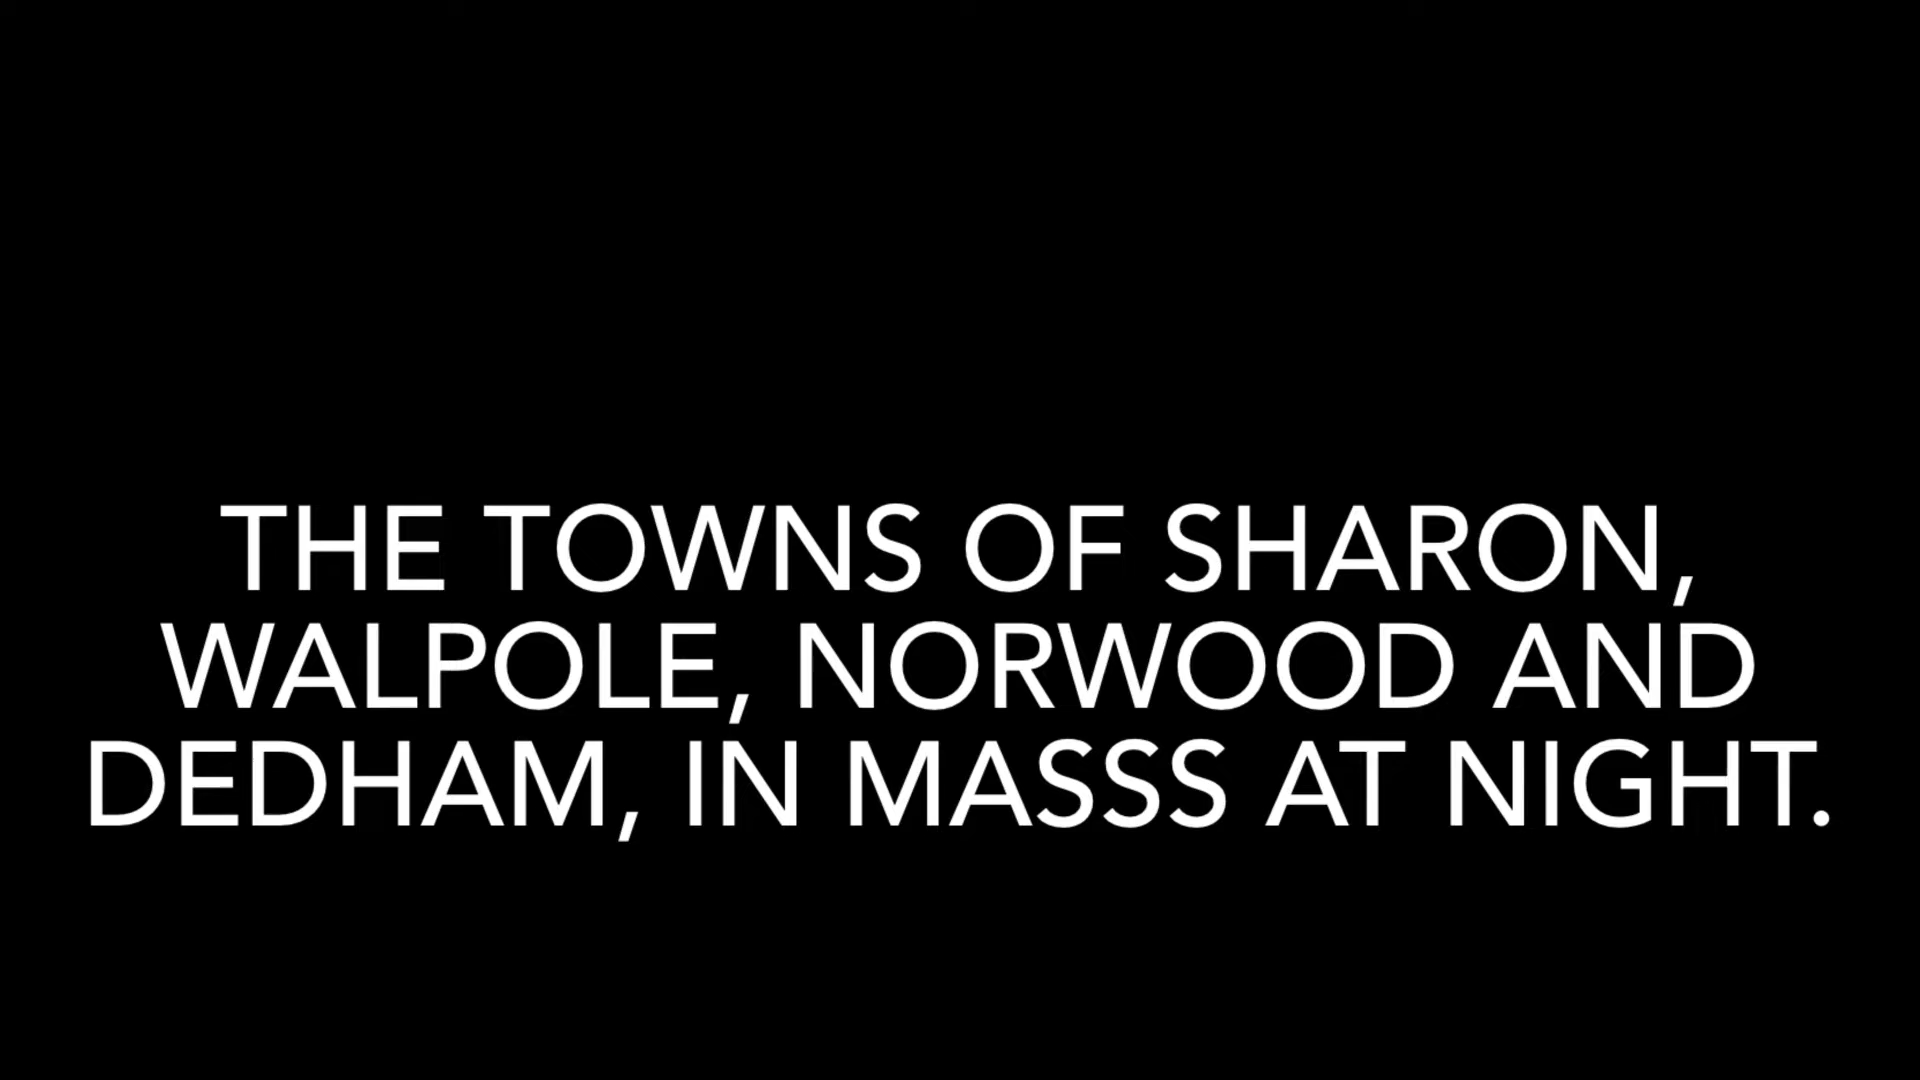 THE TOWNS OF SHARON,
WALPOLE, NORWOOD AND
DEDHAM, IN MASSS AT NIGHT.